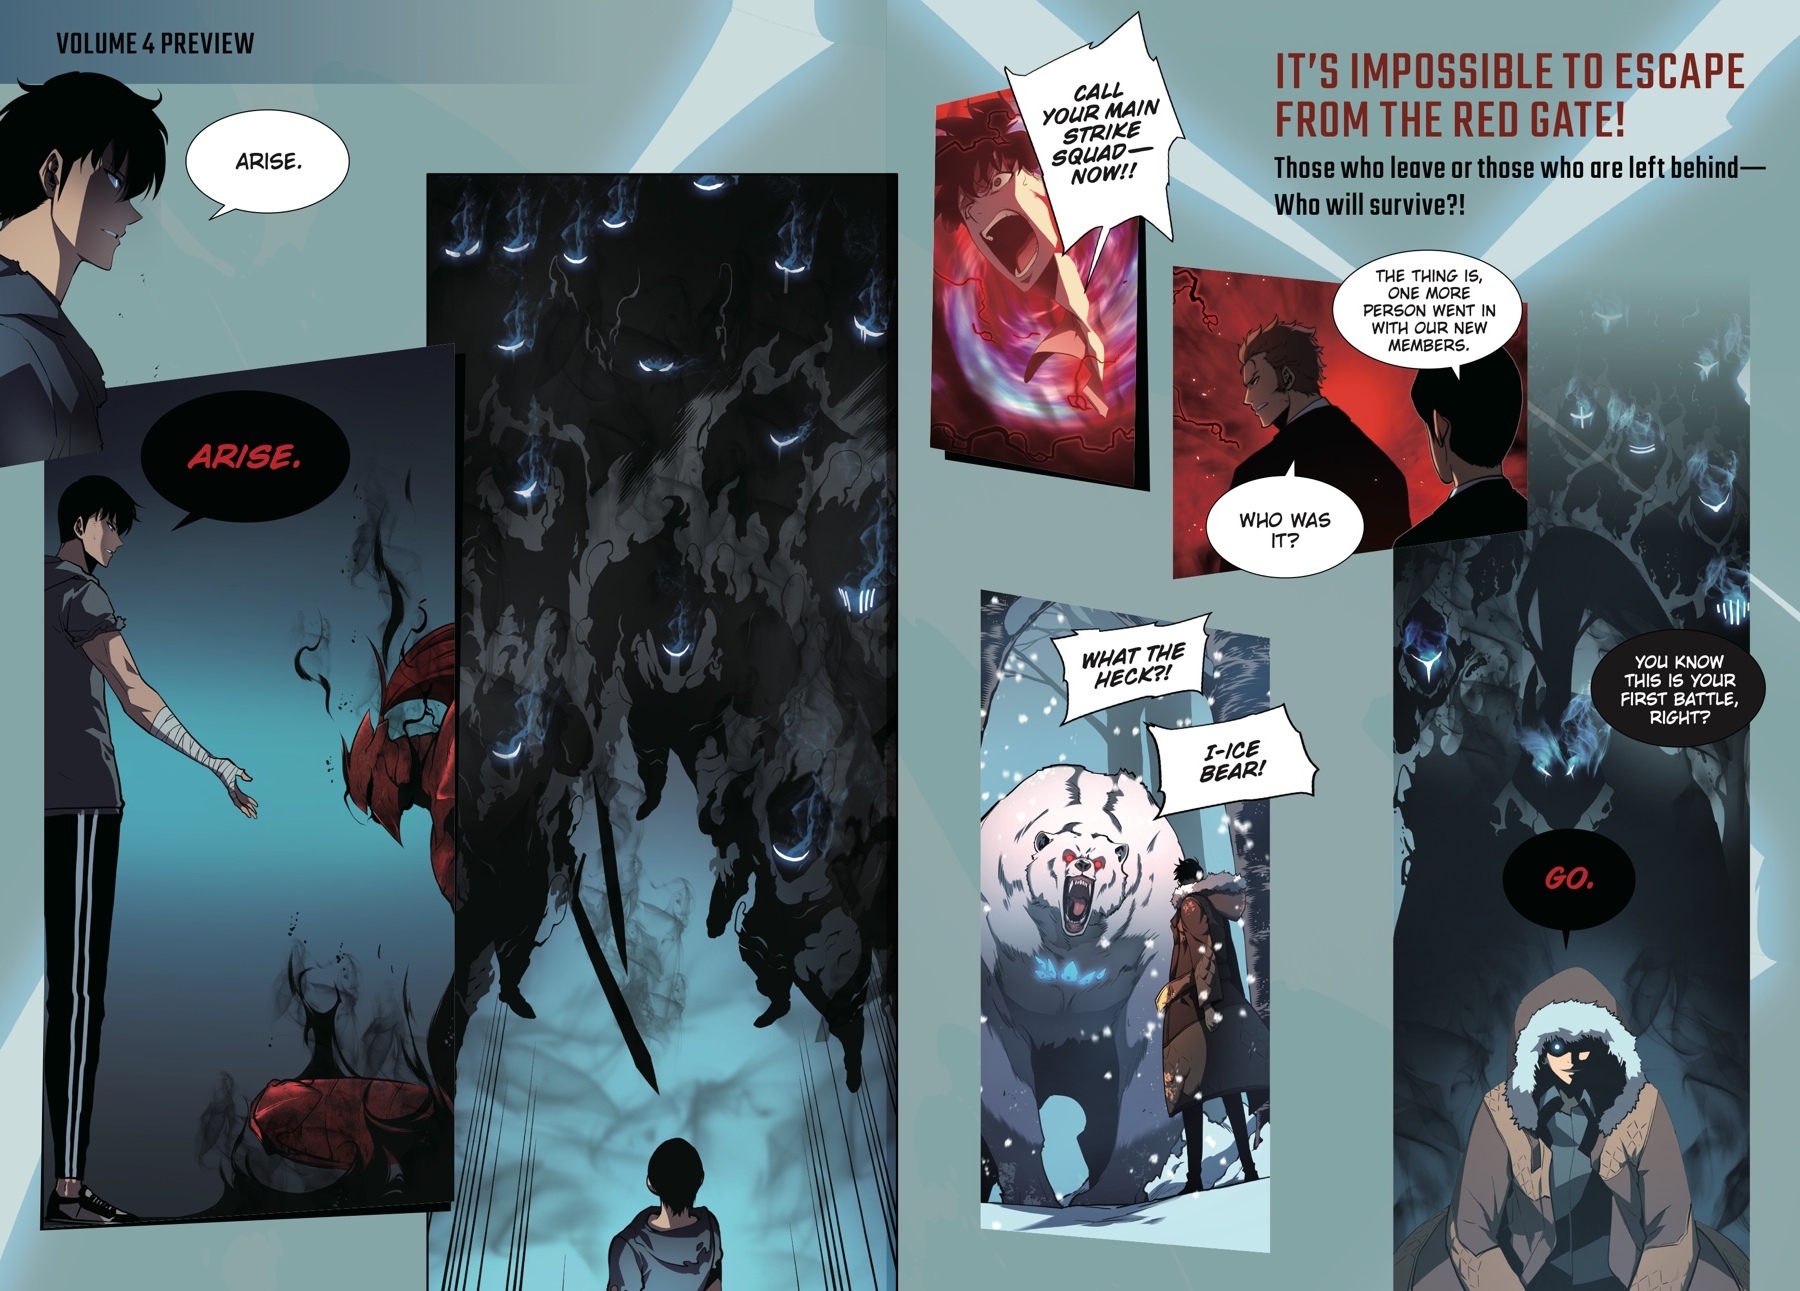 VOLUME 4 PREVIEW
ARISE.
ARISE.
CALL
YOUR MAIN
STRIKE
SQUAD—
NOW!!
IT'S IMPOSSIBLE TO ESCAPE
FROM THE RED GATE!
Those who leave or those who are left behind—
Who will survive?!
THE THING IS,
ONE MORE
PERSON WENT IN
WITH OUR NEW
MEMBERS.
WHO WAS
IT?
WHAT THE
HECK?!
I-ICE
BEAR!
YOU KNOW
THIS IS YOUR
FIRST BATTLE,
RIGHT?
GO.